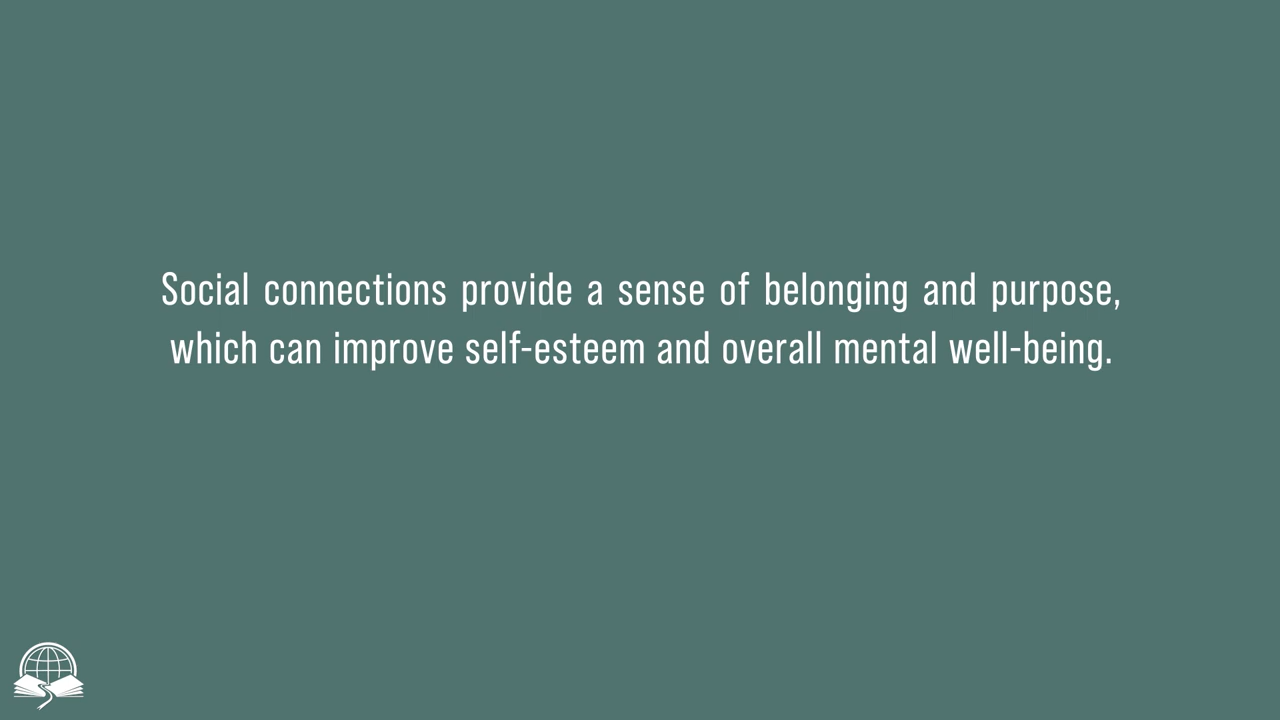 Social connections provide a sense of belonging and purpose,
which can improve self-esteem and overall mental well-being.